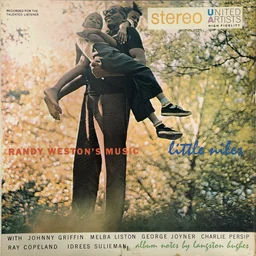 RECORDED FOR THE
TALENTED LISTENER
stereo
UNITED
ARTISTS
HIGH FIDELITY
RANDY WESTON'S MUSIC
little niles
WITH JOHNNY GRIFFIN MELBA LISTON GEORGE JOYNER CHARLIE PERSIP
RAY COPELAND IDREES SULIEMAN, album notes by langston hughes